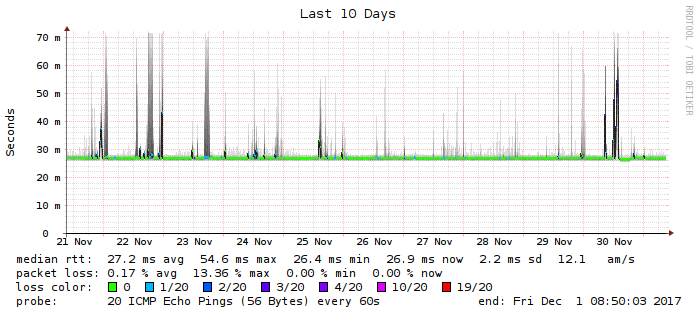 Last 10 Days
RRDTOOL / TOBI OETIKER
Seconds
70 m
60 m
50 m
40 m
30 m
20 m
10 m
0
21 Nov 22 Nov 23 Nov 24 Nov 25 Nov 26 Nov 27 Nov 28 Nov 29 Nov 30 Nov
median rtt: 27.2 ms avg 54.6 ms max 26.4 ms min 26.9 ms now 2.2 ms sd 12.1 am/s
packet loss: 0.17 % avg 13.36 % max 0.00 % min 0.00 % now
loss color: 0 1/20 2/20 3/20 4/20 10/20 19/20
probe: 20 ICMP Echo Pings (56 Bytes) every 60s end: Fri Dec 1 08:50:03 2017